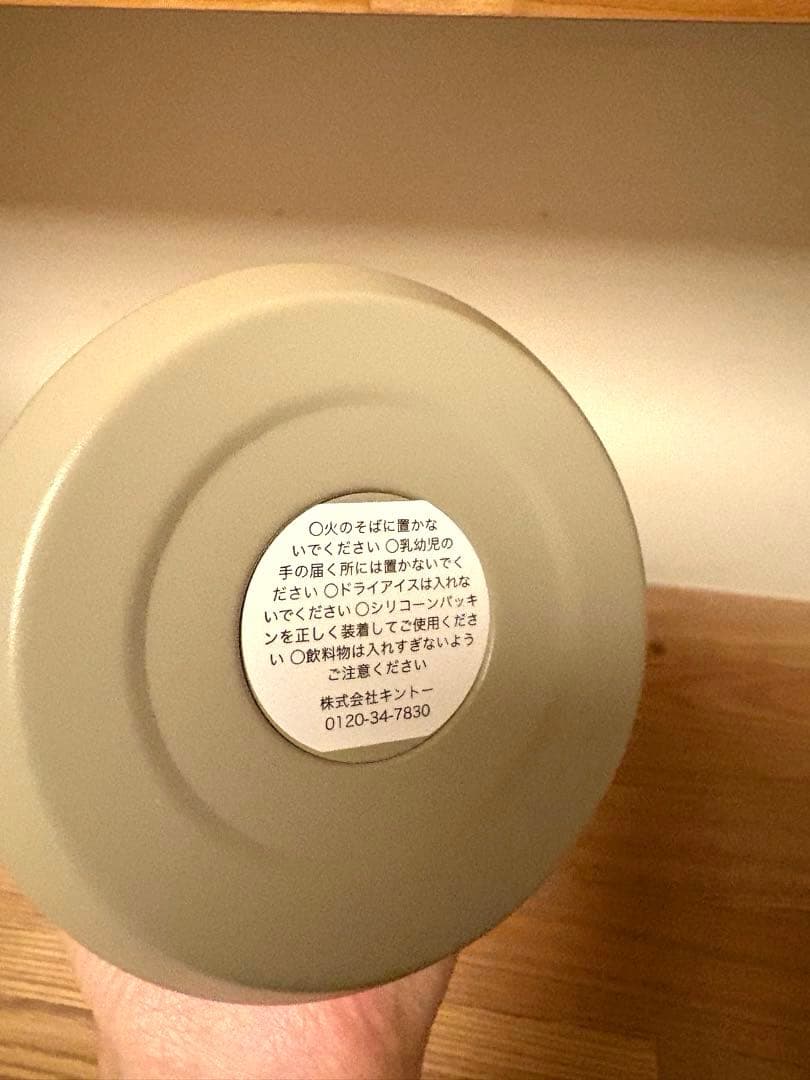 〇火のそばに置かな
いでください 〇乳幼児の
手の届く所には置かないでく
ださい 〇ドライアイスは入れな
いでください 〇シリコーンパッキ
ンを正しく装着してご使用くださ
い 〇飲料物は入れすぎないよう
ご注意ください
株式会社キントー
0120-34-7830